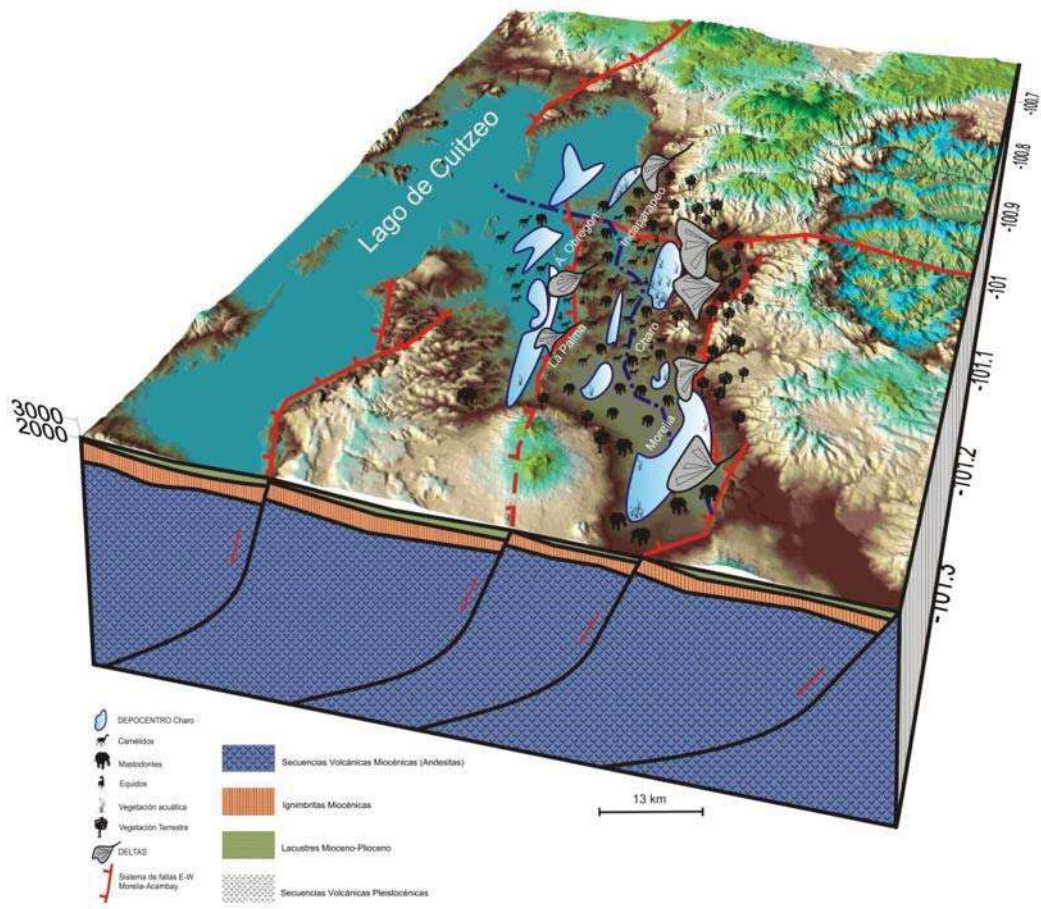 Lago de Cuitzeo
A. Obregón
Indaparapeo
La Palma
Charo
Morelia
-100.7
-100.8
-100.9
-101
-101.1
-101.2
-101.3
3000
2000
DEPOCENTRO Charo
Camélidos
Mastodontes
Equidos
Vegetación acuática
Vegetación Terrestre
DELTAS
Sistema de fallas E-W
Morelia-Acambay.
Secuencias Volcánicas Miocénicas (Andesitas)
Ignimbritas Miocénicas
Lacustres Mioceno-Plioceno
Secuencias Volcánicas Pleistocénicas
13 km